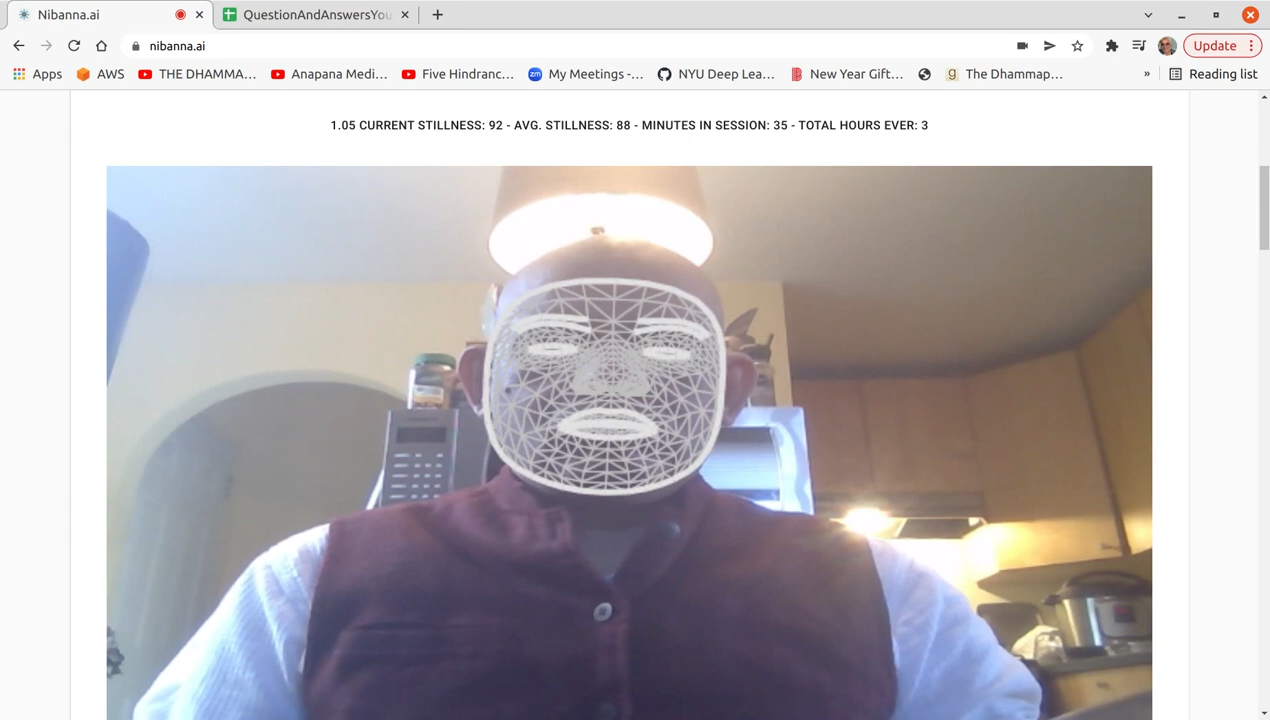 Nibanna.ai
QuestionAndAnswersYou
nibanna.ai
Update
Apps
AWS
THE DHAMMA...
Anapana Medi...
Five Hindranc...
zm
My Meetings -...
NYU Deep Lea...
New Year Gift...
g
The Dhammap...
»
Reading list
1.05 CURRENT STILLNESS: 92 - AVG. STILLNESS: 88 - MINUTES IN SESSION: 35 - TOTAL HOURS EVER: 3